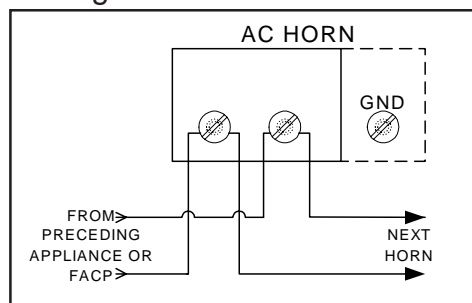 AC HORN
GND
FROM
PRECEDING
APPLIANCE OR
FACP
NEXT
HORN